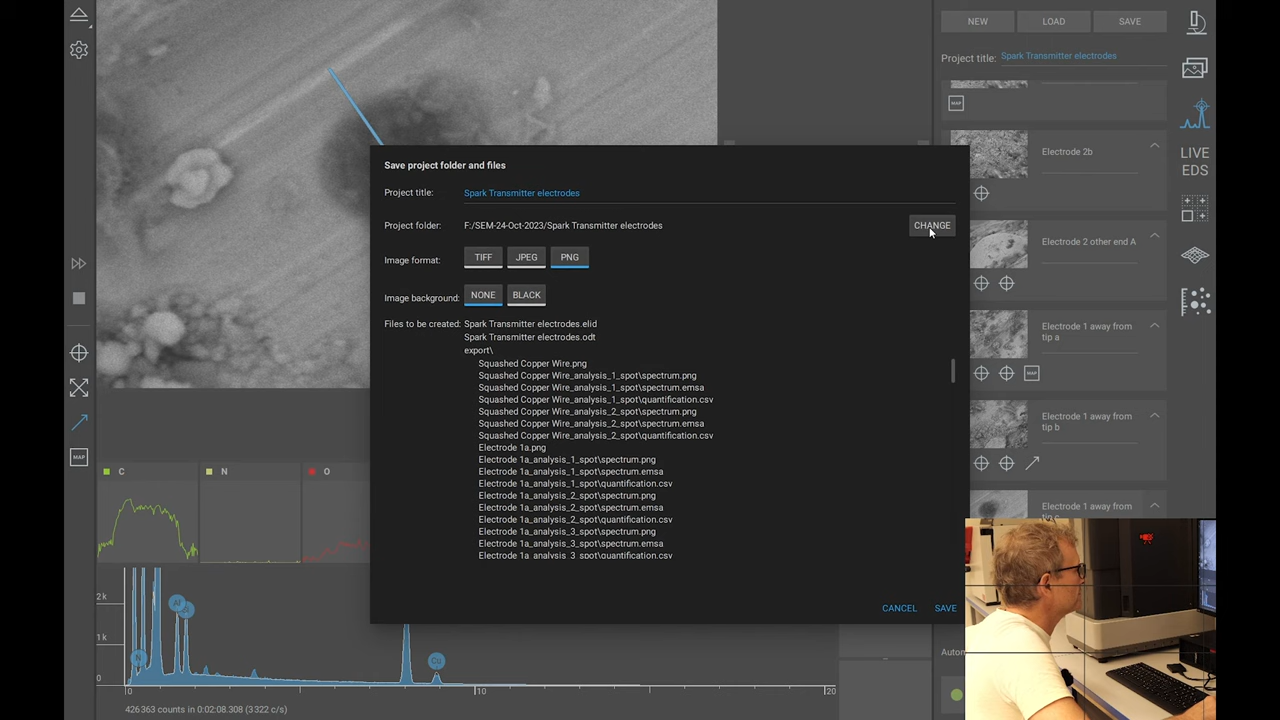 NEW
LOAD
SAVE
Project title: Spark Transmitter electrodes
MAP
Electrode 2b
LIVE
EDS
Electrode 2 other end A
Electrode 1 away from
tip a
MAP
Electrode 1 away from
tip b
Electrode 1 away from
Save project folder and files
Project title: Spark Transmitter electrodes
Project folder: F:/SEM-24-Oct-2023/Spark Transmitter electrodes
CHANGE
Image format: TIFF JPEG PNG
Image background: NONE BLACK
Files to be created: Spark Transmitter electrodes.elid
Spark Transmitter electrodes.odt
export\
Squashed Copper Wire.png
Squashed Copper Wire_analysis_1_spot\spectrum.png
Squashed Copper Wire_analysis_1_spot\spectrum.emsa
Squashed Copper Wire_analysis_1_spot\quantification.csv
Squashed Copper Wire_analysis_2_spot\spectrum.png
Squashed Copper Wire_analysis_2_spot\spectrum.emsa
Squashed Copper Wire_analysis_2_spot\quantification.csv
Electrode 1a.png
Electrode 1a_analysis_1_spot\spectrum.png
Electrode 1a_analysis_1_spot\spectrum.emsa
Electrode 1a_analysis_1_spot\quantification.csv
Electrode 1a_analysis_2_spot\spectrum.png
Electrode 1a_analysis_2_spot\spectrum.emsa
Electrode 1a_analysis_2_spot\quantification.csv
Electrode 1a_analysis_3_spot\spectrum.png
Electrode 1a_analysis_3_spot\spectrum.emsa
Electrode 1a_analysis_3_spot\quantification.csv
CANCEL
SAVE
MAP
C
N
O
2 k
1 k
0
Cu
0
10
20
426 363 counts in 0:02:08.308 (3 322 c/s)